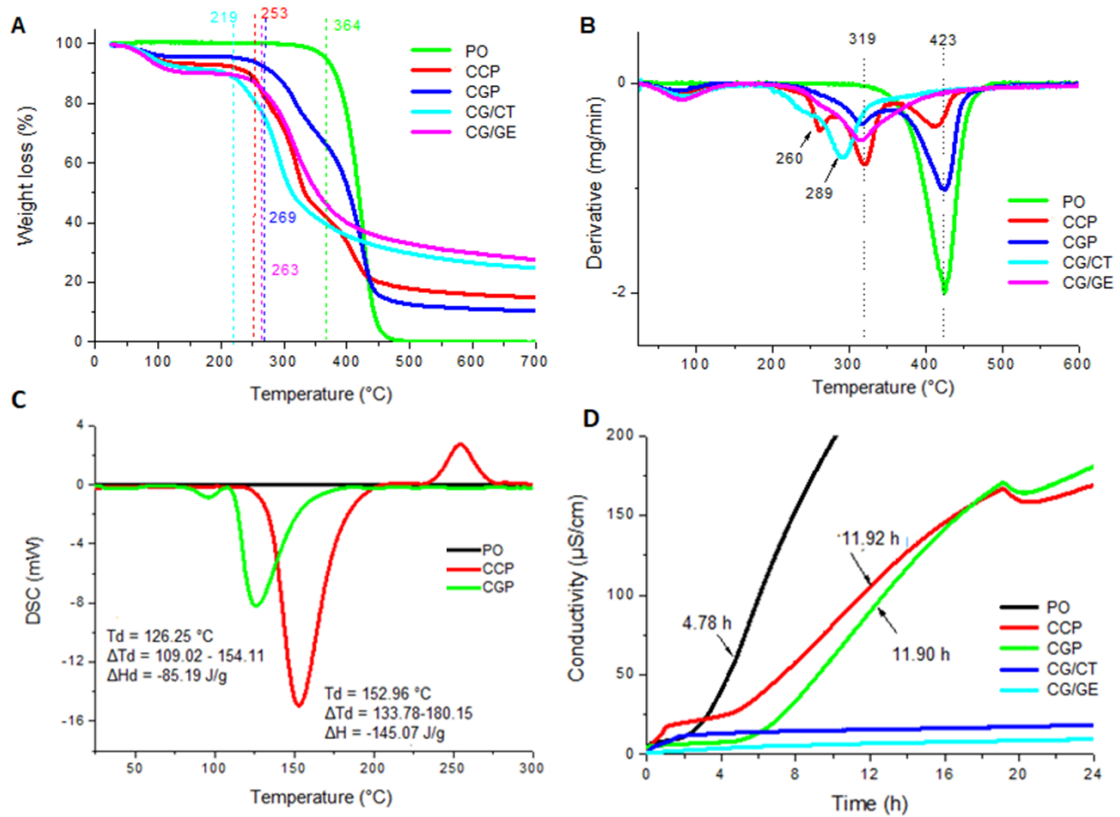 A
219
253
364
100
80
60
40
20
0
Weight loss (%)
PO
CCP
CGP
CG/CT
CG/GE
269
263
0
100
200
300
400
500
600
700
Temperature (°C)
B
319
423
0
-2
Derivative (mg/min)
260
289
PO
CCP
CGP
CG/CT
CG/GE
100
200
300
400
500
600
Temperature (°C)
C
4
0
-4
-8
-12
-16
DSC (mW)
PO
CCP
CGP
Td = 126.25 °C
ΔTd = 109.02 - 154.11
ΔHd = -85.19 J/g
Td = 152.96 °C
ΔTd = 133.78-180.15
ΔH = -145.07 J/g
50
100
150
200
250
300
Temperature (°C)
D
200
150
100
50
0
Conductivity (µS/cm)
4.78 h
11.92 h
11.90 h
PO
CCP
CGP
CG/CT
CG/GE
0
4
8
12
16
20
24
Time (h)